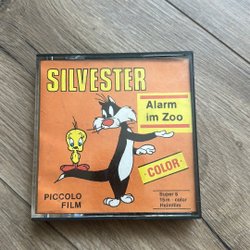 SILVESTER
Alarm
im Zoo
COLOR
PICCOLO
FILM
Super 8
15m color
Heimfilm